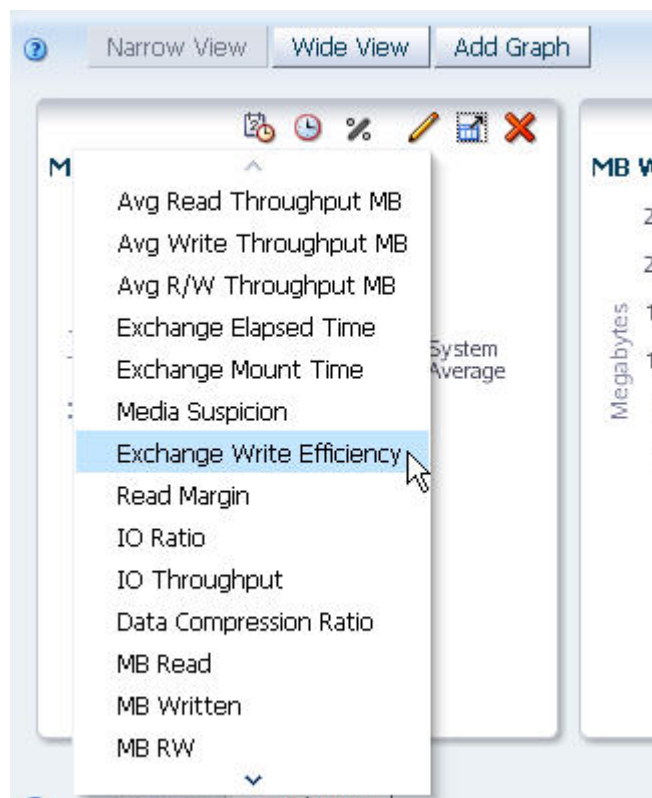 Narrow View Wide View Add Graph
Avg Read Throughput MB
Avg Write Throughput MB
Avg R/W Throughput MB
Exchange Elapsed Time
Exchange Mount Time
Media Suspicion
Exchange Write Efficiency
Read Margin
IO Ratio
IO Throughput
Data Compression Ratio
MB Read
MB Written
MB RW
System
Average
MB
Megabytes